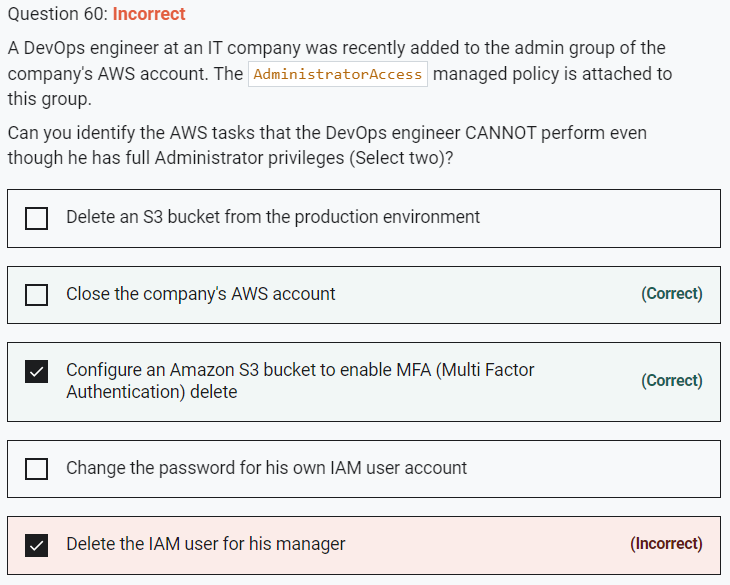 Question 60: Incorrect
A DevOps engineer at an IT company was recently added to the admin group of the
company's AWS account. The AdministratorAccess managed policy is attached to
this group.
Can you identify the AWS tasks that the DevOps engineer CANNOT perform even
though he has full Administrator privileges (Select two)?
Delete an S3 bucket from the production environment
Close the company's AWS account (Correct)
Configure an Amazon S3 bucket to enable MFA (Multi Factor
Authentication) delete (Correct)
Change the password for his own IAM user account
Delete the IAM user for his manager (Incorrect)